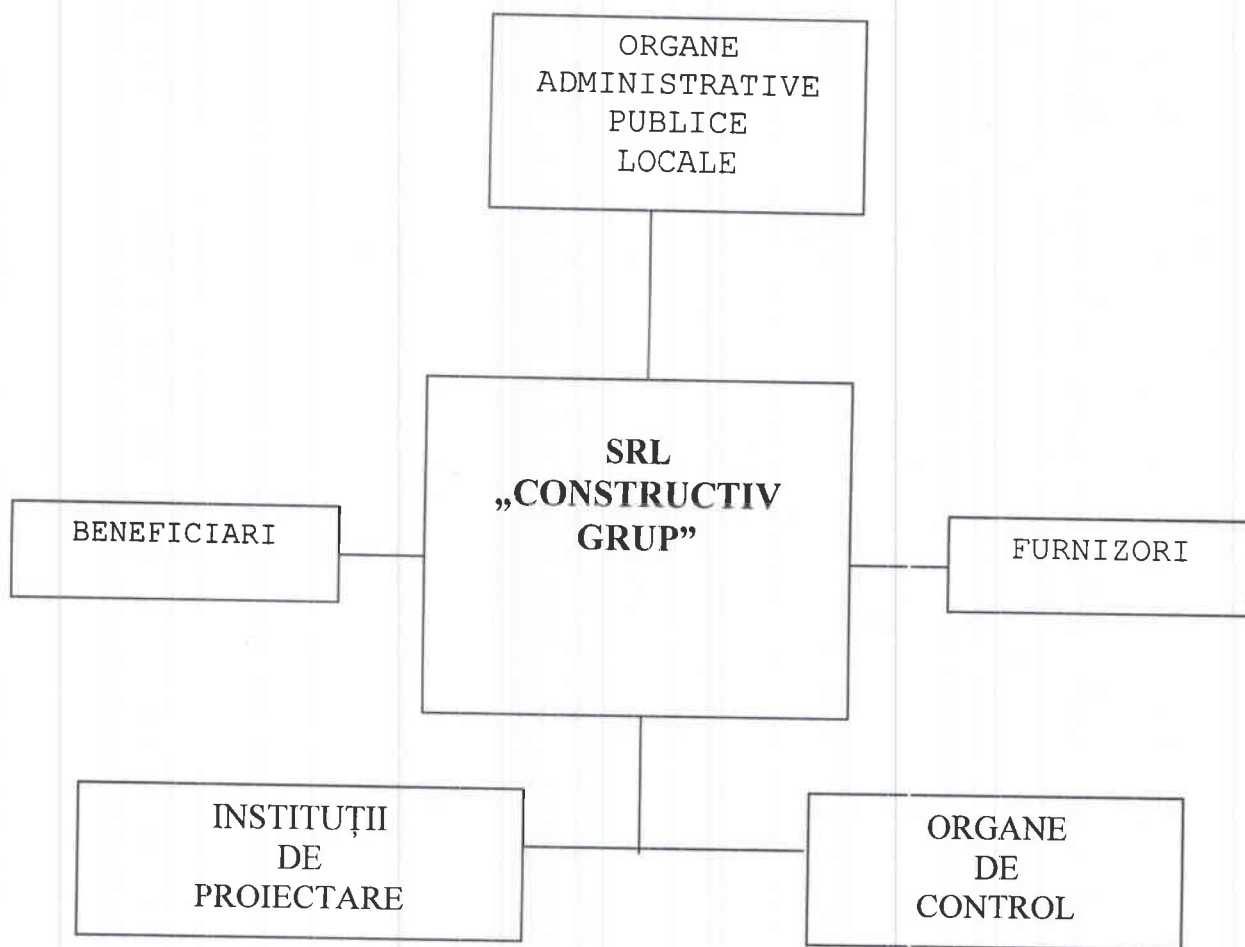 ORGANE
ADMINISTRATIVE
PUBLICE
LOCALE
SRL
„CONSTRUCTIV
GRUP”
BENEFICIARI
FURNIZORI
INSTITUȚII
DE
PROIECTARE
ORGANE
DE
CONTROL